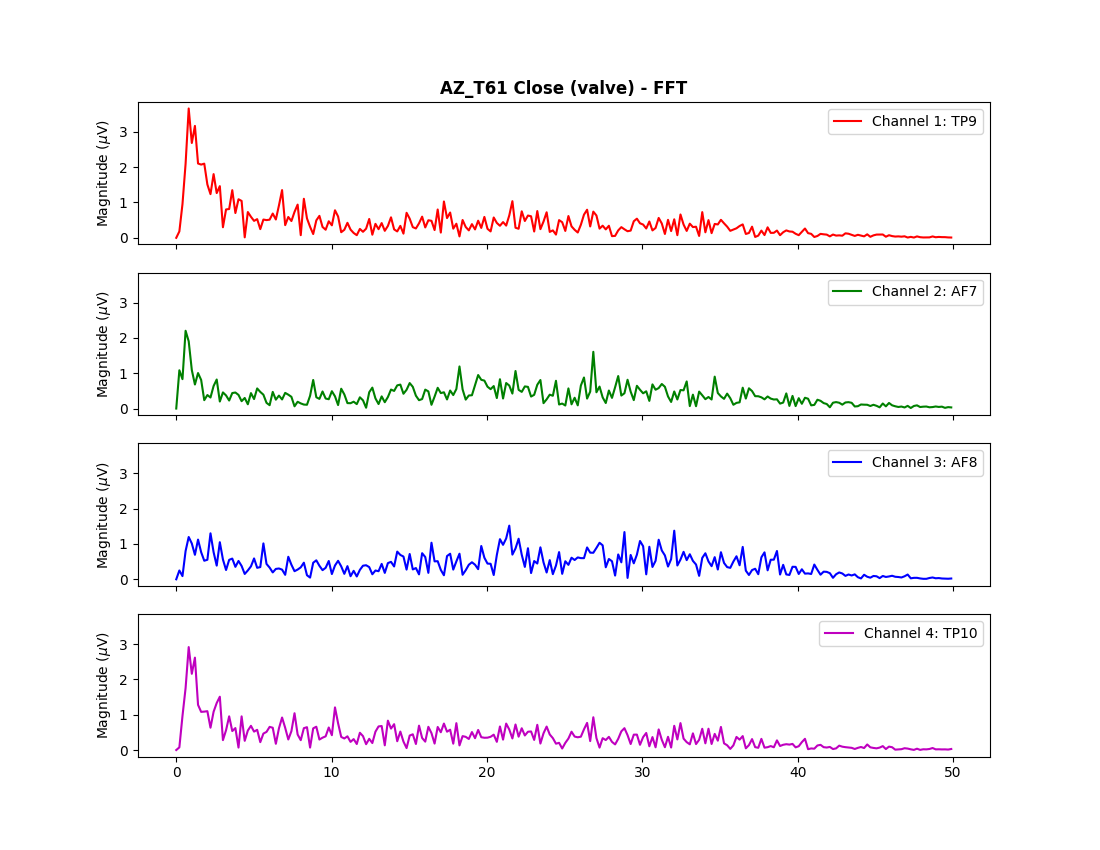 AZ_T61 Close (valve) - FFT
Magnitude (μV)
3
2
1
0
Channel 1: TP9
Magnitude (μV)
3
2
1
0
Channel 2: AF7
Magnitude (μV)
3
2
1
0
Channel 3: AF8
Magnitude (μV)
3
2
1
0
Channel 4: TP10
0 10 20 30 40 50